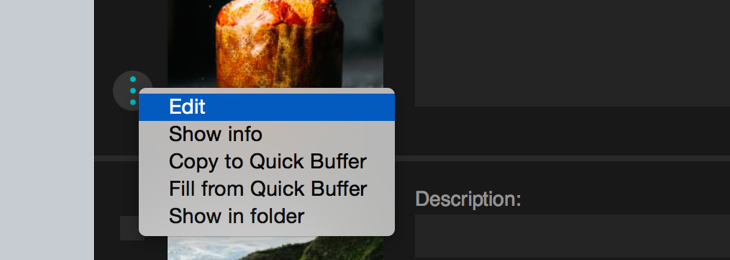 Edit
Show info
Copy to Quick Buffer
Fill from Quick Buffer
Show in folder
Description: